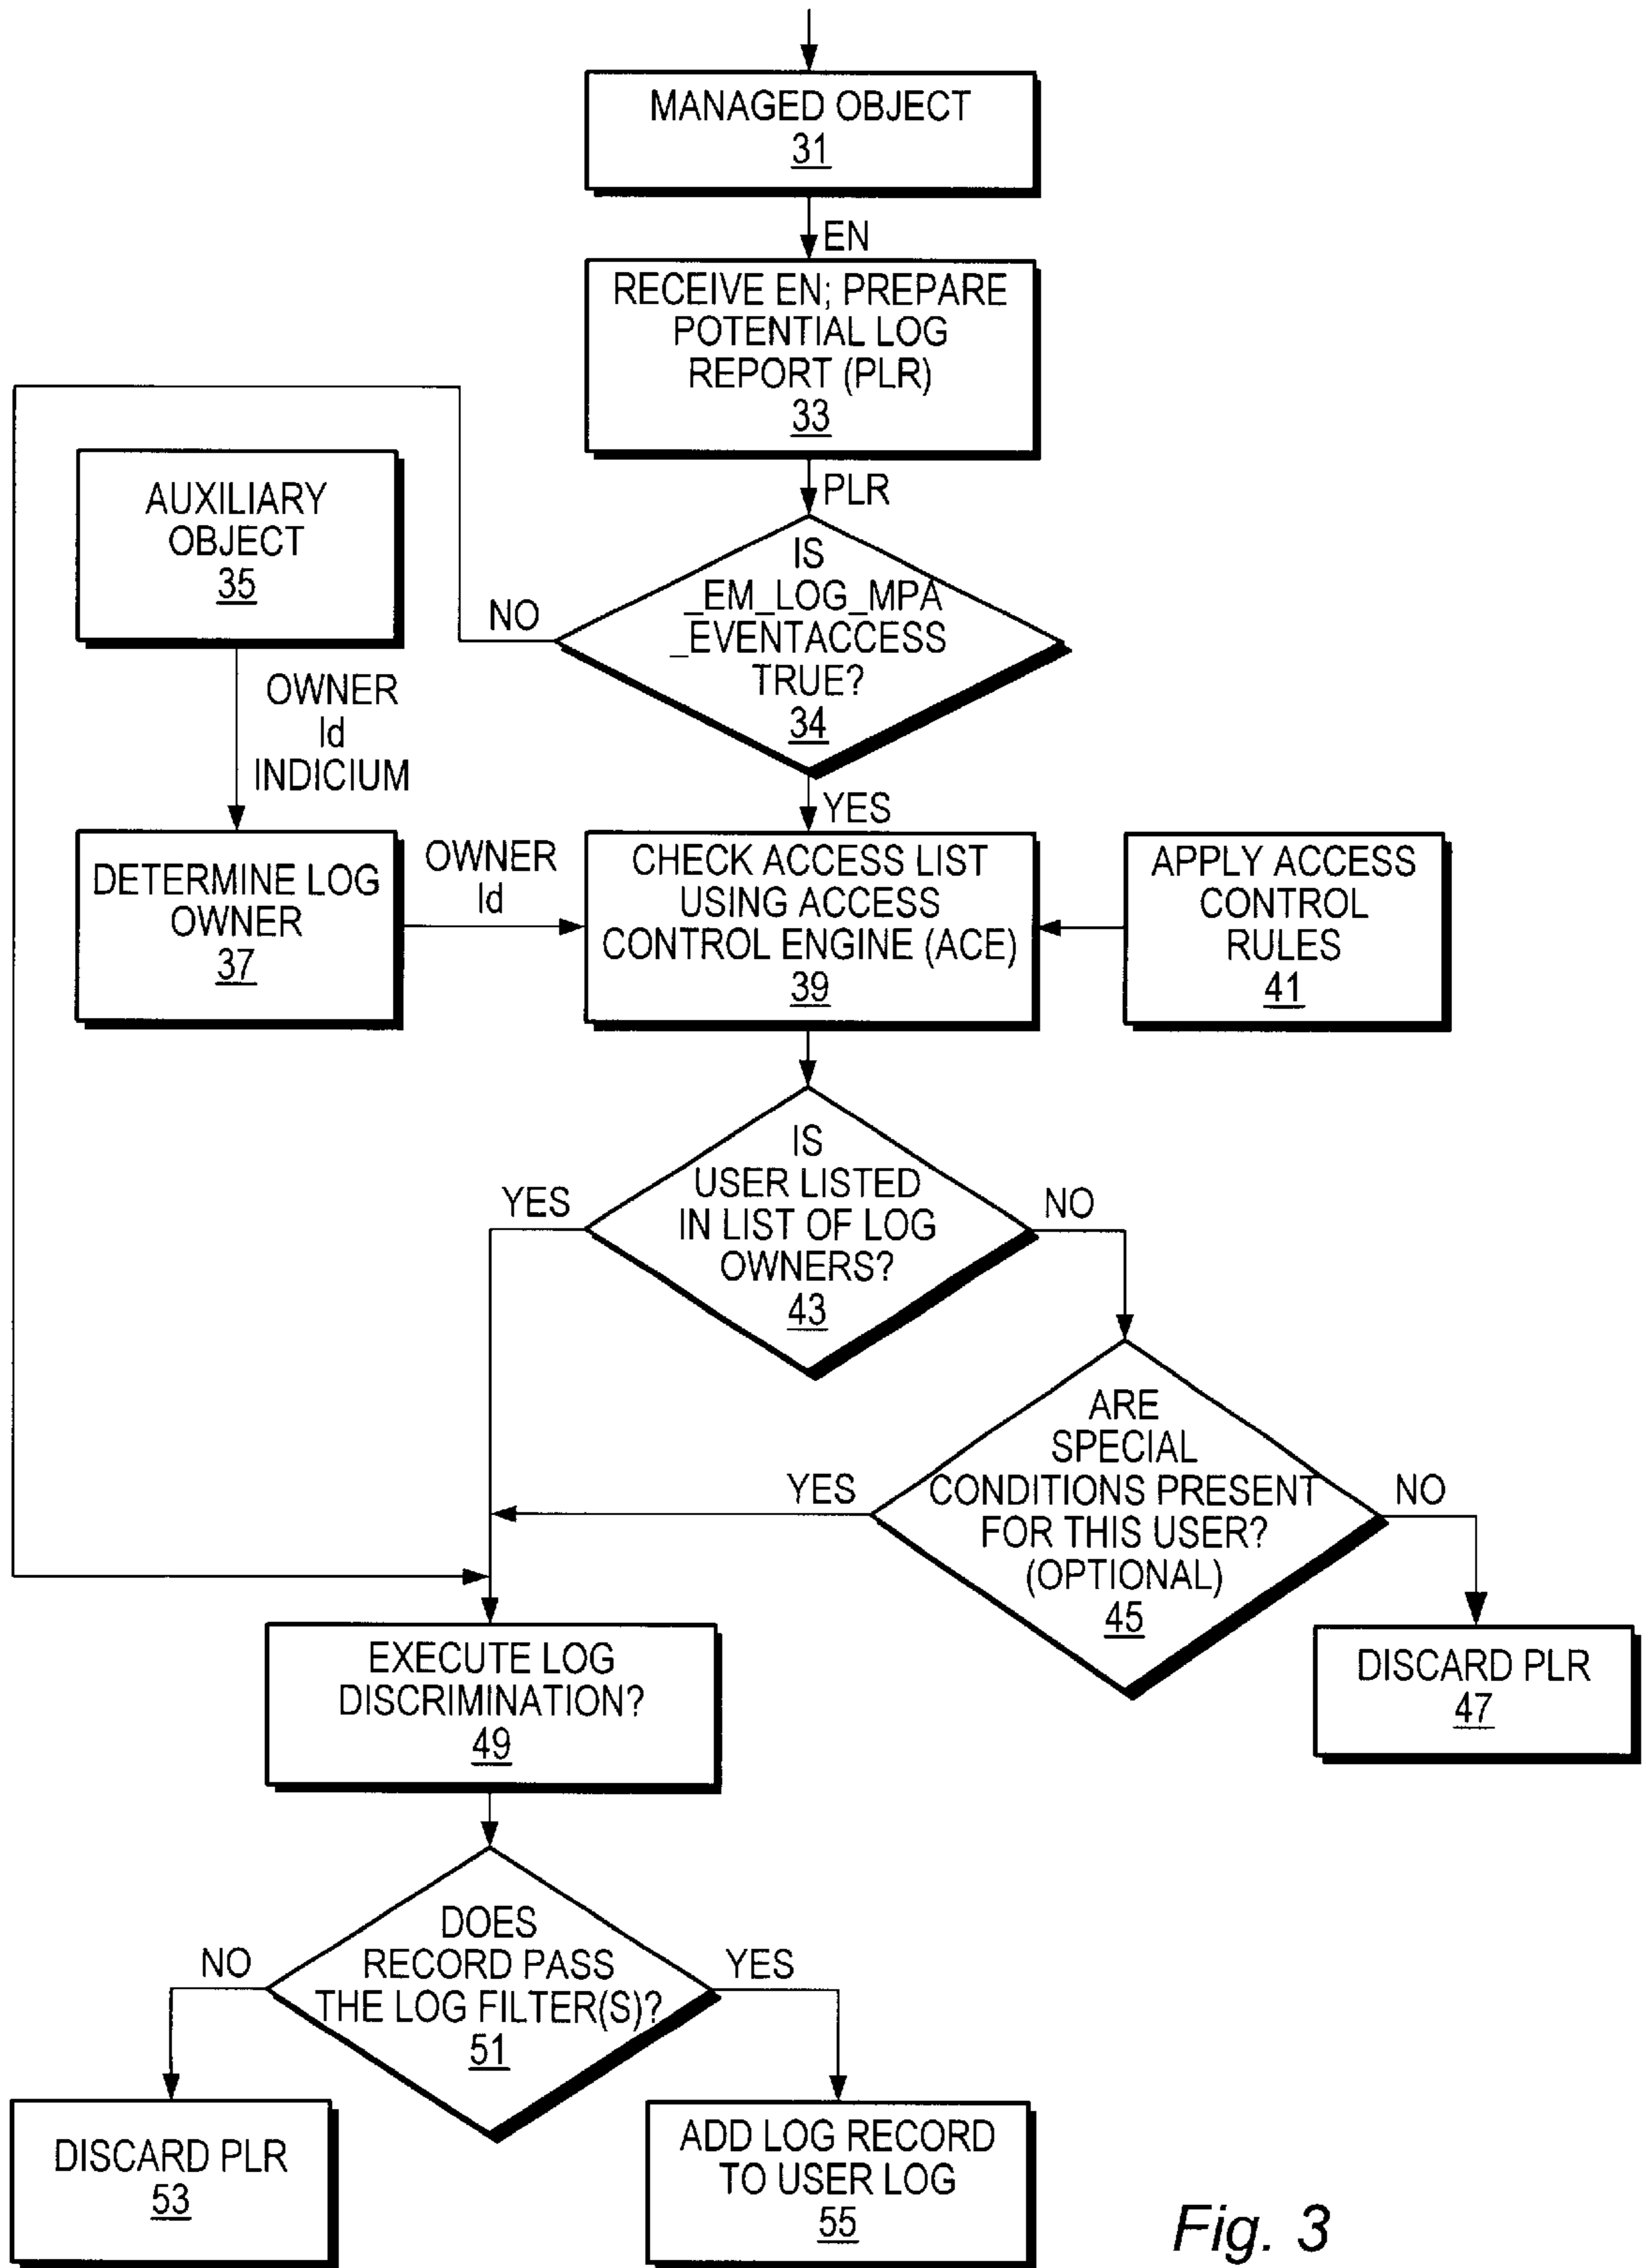 MANAGED OBJECT
31
EN
RECEIVE EN; PREPARE
POTENTIAL LOG
REPORT (PLR)
33
PLR
AUXILIARY
OBJECT
35
IS
_EM_LOG_MPA
_EVENTACCESS
TRUE?
34
NO
OWNER
Id
INDICIUM
YES
DETERMINE LOG
OWNER
37
OWNER
Id
CHECK ACCESS LIST
USING ACCESS
CONTROL ENGINE (ACE)
39
APPLY ACCESS
CONTROL
RULES
41
IS
USER LISTED
IN LIST OF LOG
OWNERS?
43
YES
NO
ARE
SPECIAL
CONDITIONS PRESENT
FOR THIS USER?
(OPTIONAL)
45
YES
NO
EXECUTE LOG
DISCRIMINATION?
49
DISCARD PLR
47
DOES
RECORD PASS
THE LOG FILTER(S)?
51
NO
YES
DISCARD PLR
53
ADD LOG RECORD
TO USER LOG
55
Fig. 3